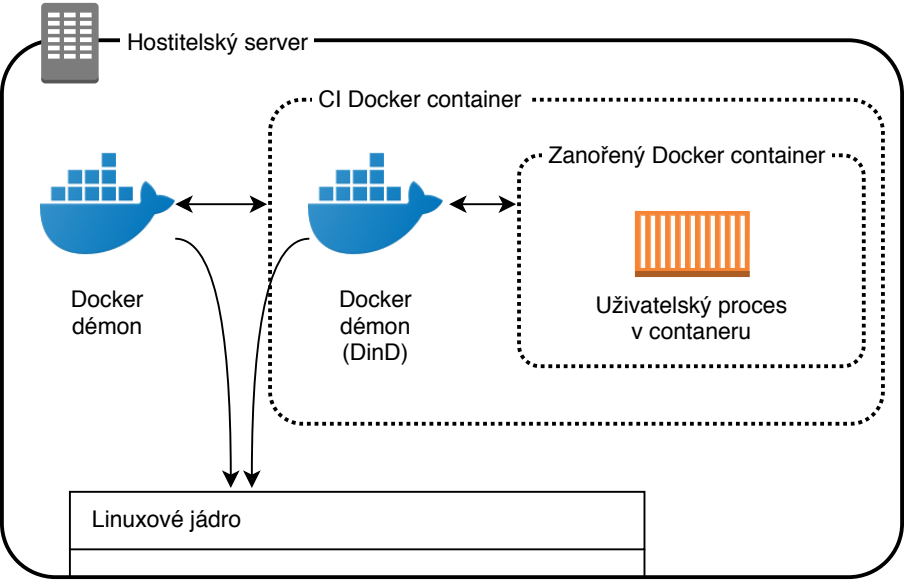 Hostitelský server
CI Docker container
Zanořený Docker container
Docker
démon
Docker
démon
(DinD)
Uživatelský proces
v contaneru
Linuxové jádro